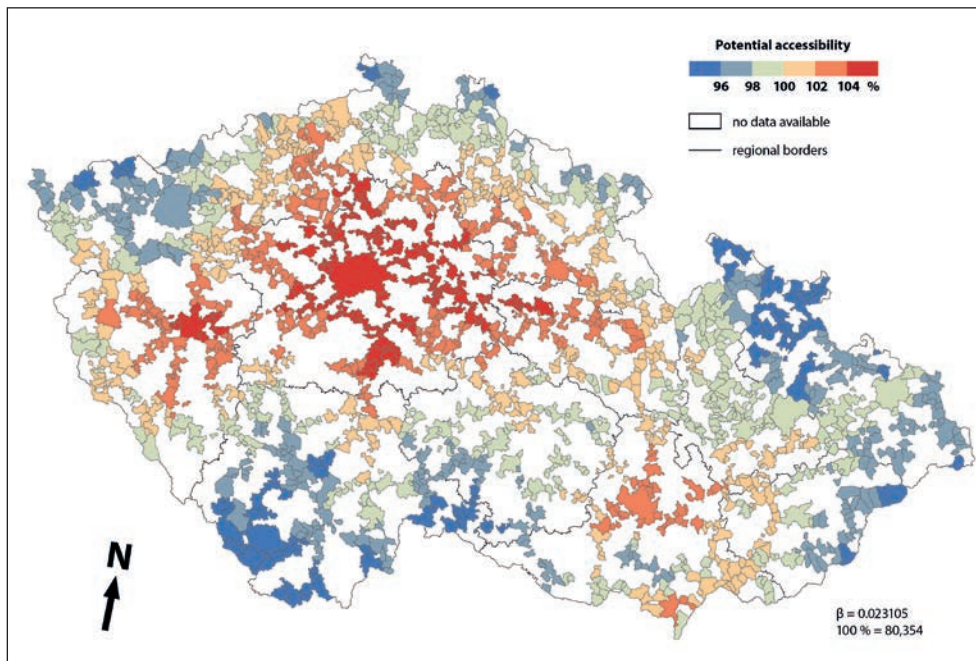 Potential accessibility
96 98 100 102 104 %
no data available
regional borders
N
β = 0.023105
100 % = 80,354